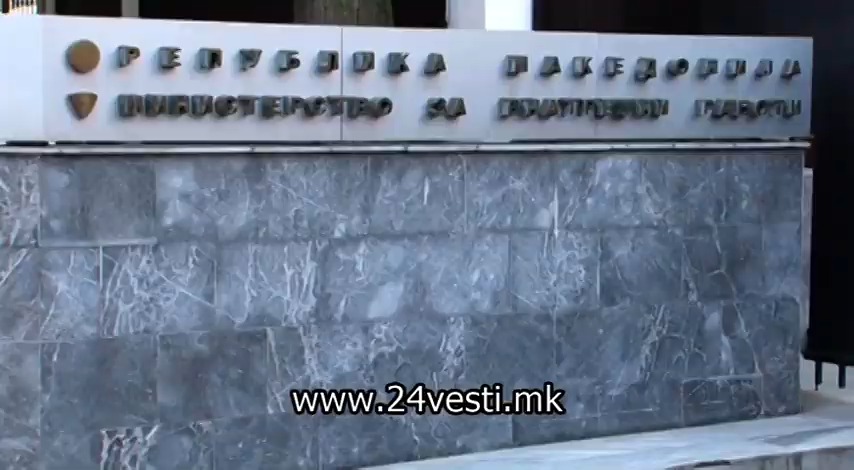 РЕПУБЛИКА МАКЕДОНИЈА
МИНИСТЕРСТВО ЗА ВНАТРЕШНИ РАБОТИ
www.24vesti.mk